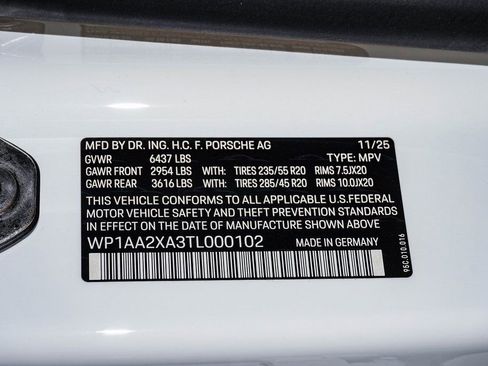 MFD BY DR. ING. H.C. F. PORSCHE AG 11/25
GVWR 6437 LBS TYPE: MPV
GAWR FRONT 2954 LBS WITH: TIRES 235/55 R20 RIMS 7.5JX20
GAWR REAR 3616 LBS WITH: TIRES 285/45 R20 RIMS 10.0JX20
THIS VEHICLE CONFORMS TO ALL APPLICABLE U.S.FEDERAL
MOTOR VEHICLE SAFETY AND THEFT PREVENTION STANDARDS
IN EFFECT ON THE DATE OF MANUFACTURE SHOWN ABOVE
WP1AA2XA3TL000102 MADE IN GERMANY
95C.010.016